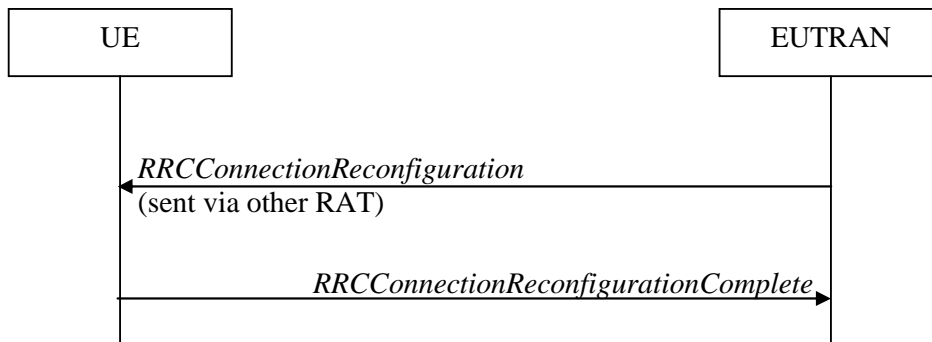 UE
EUTRAN
RRCConnectionReconfiguration
(sent via other RAT)
RRCConnectionReconfigurationComplete